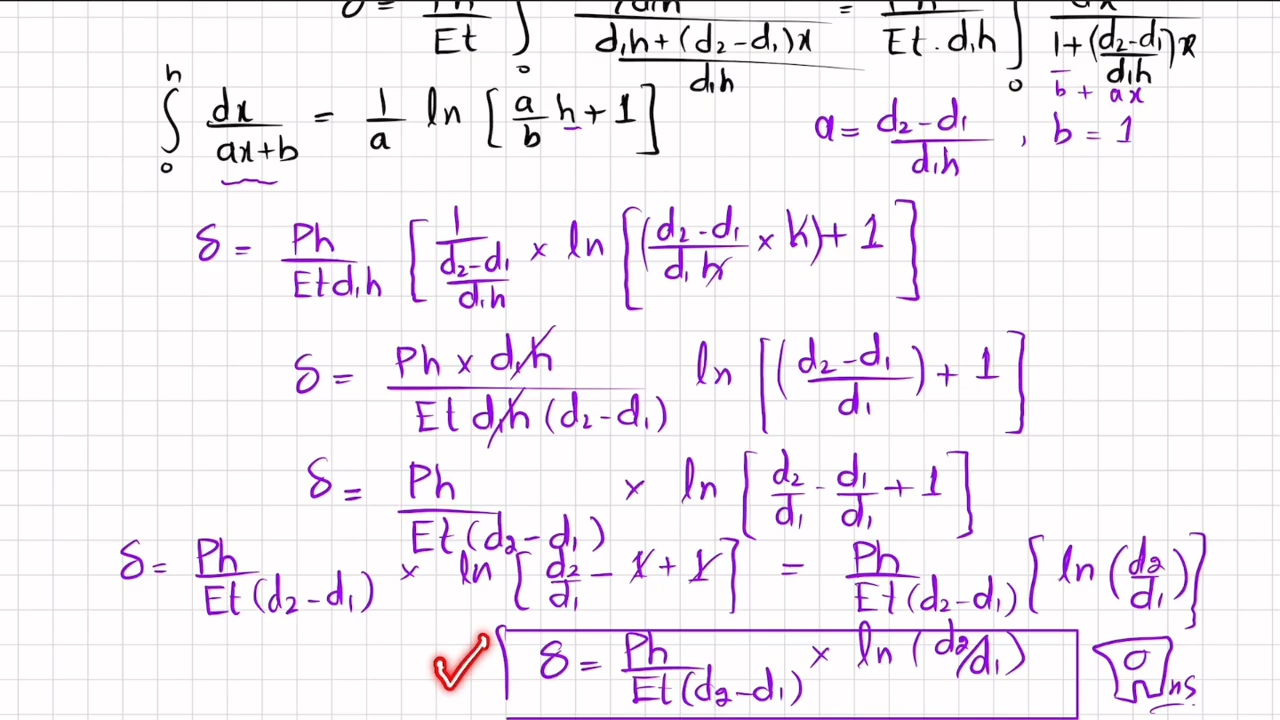 Et ∫₀ d₁h+(d₂-d₁)x / d₁h = Et·d₁h ∫₀ 1+(d₂-d₁)x / d₁h
b + ax
∫₀ʰ dx/(ax+b) = 1/a ln [a/b h + 1] a = (d₂-d₁)/(d₁h) , b = 1
δ = Ph/(Etd₁h) [1/((d₂-d₁)/(d₁h)) × ln [((d₂-d₁)/(d₁h) × h) + 1]]
δ = (Ph × d₁h)/(Et d₁h (d₂-d₁)) ln [((d₂-d₁)/d₁) + 1]
δ = Ph/(Et(d₂-d₁)) × ln [d₂/d₁ - d₁/d₁ + 1]
δ = Ph/(Et(d₂-d₁)) × ln [d₂/d₁ - 1 + 1] = Ph/(Et(d₂-d₁)) [ln (d₂/d₁)]
δ = Ph/(Et(d₂-d₁)) × ln (d₂/d₁) ns